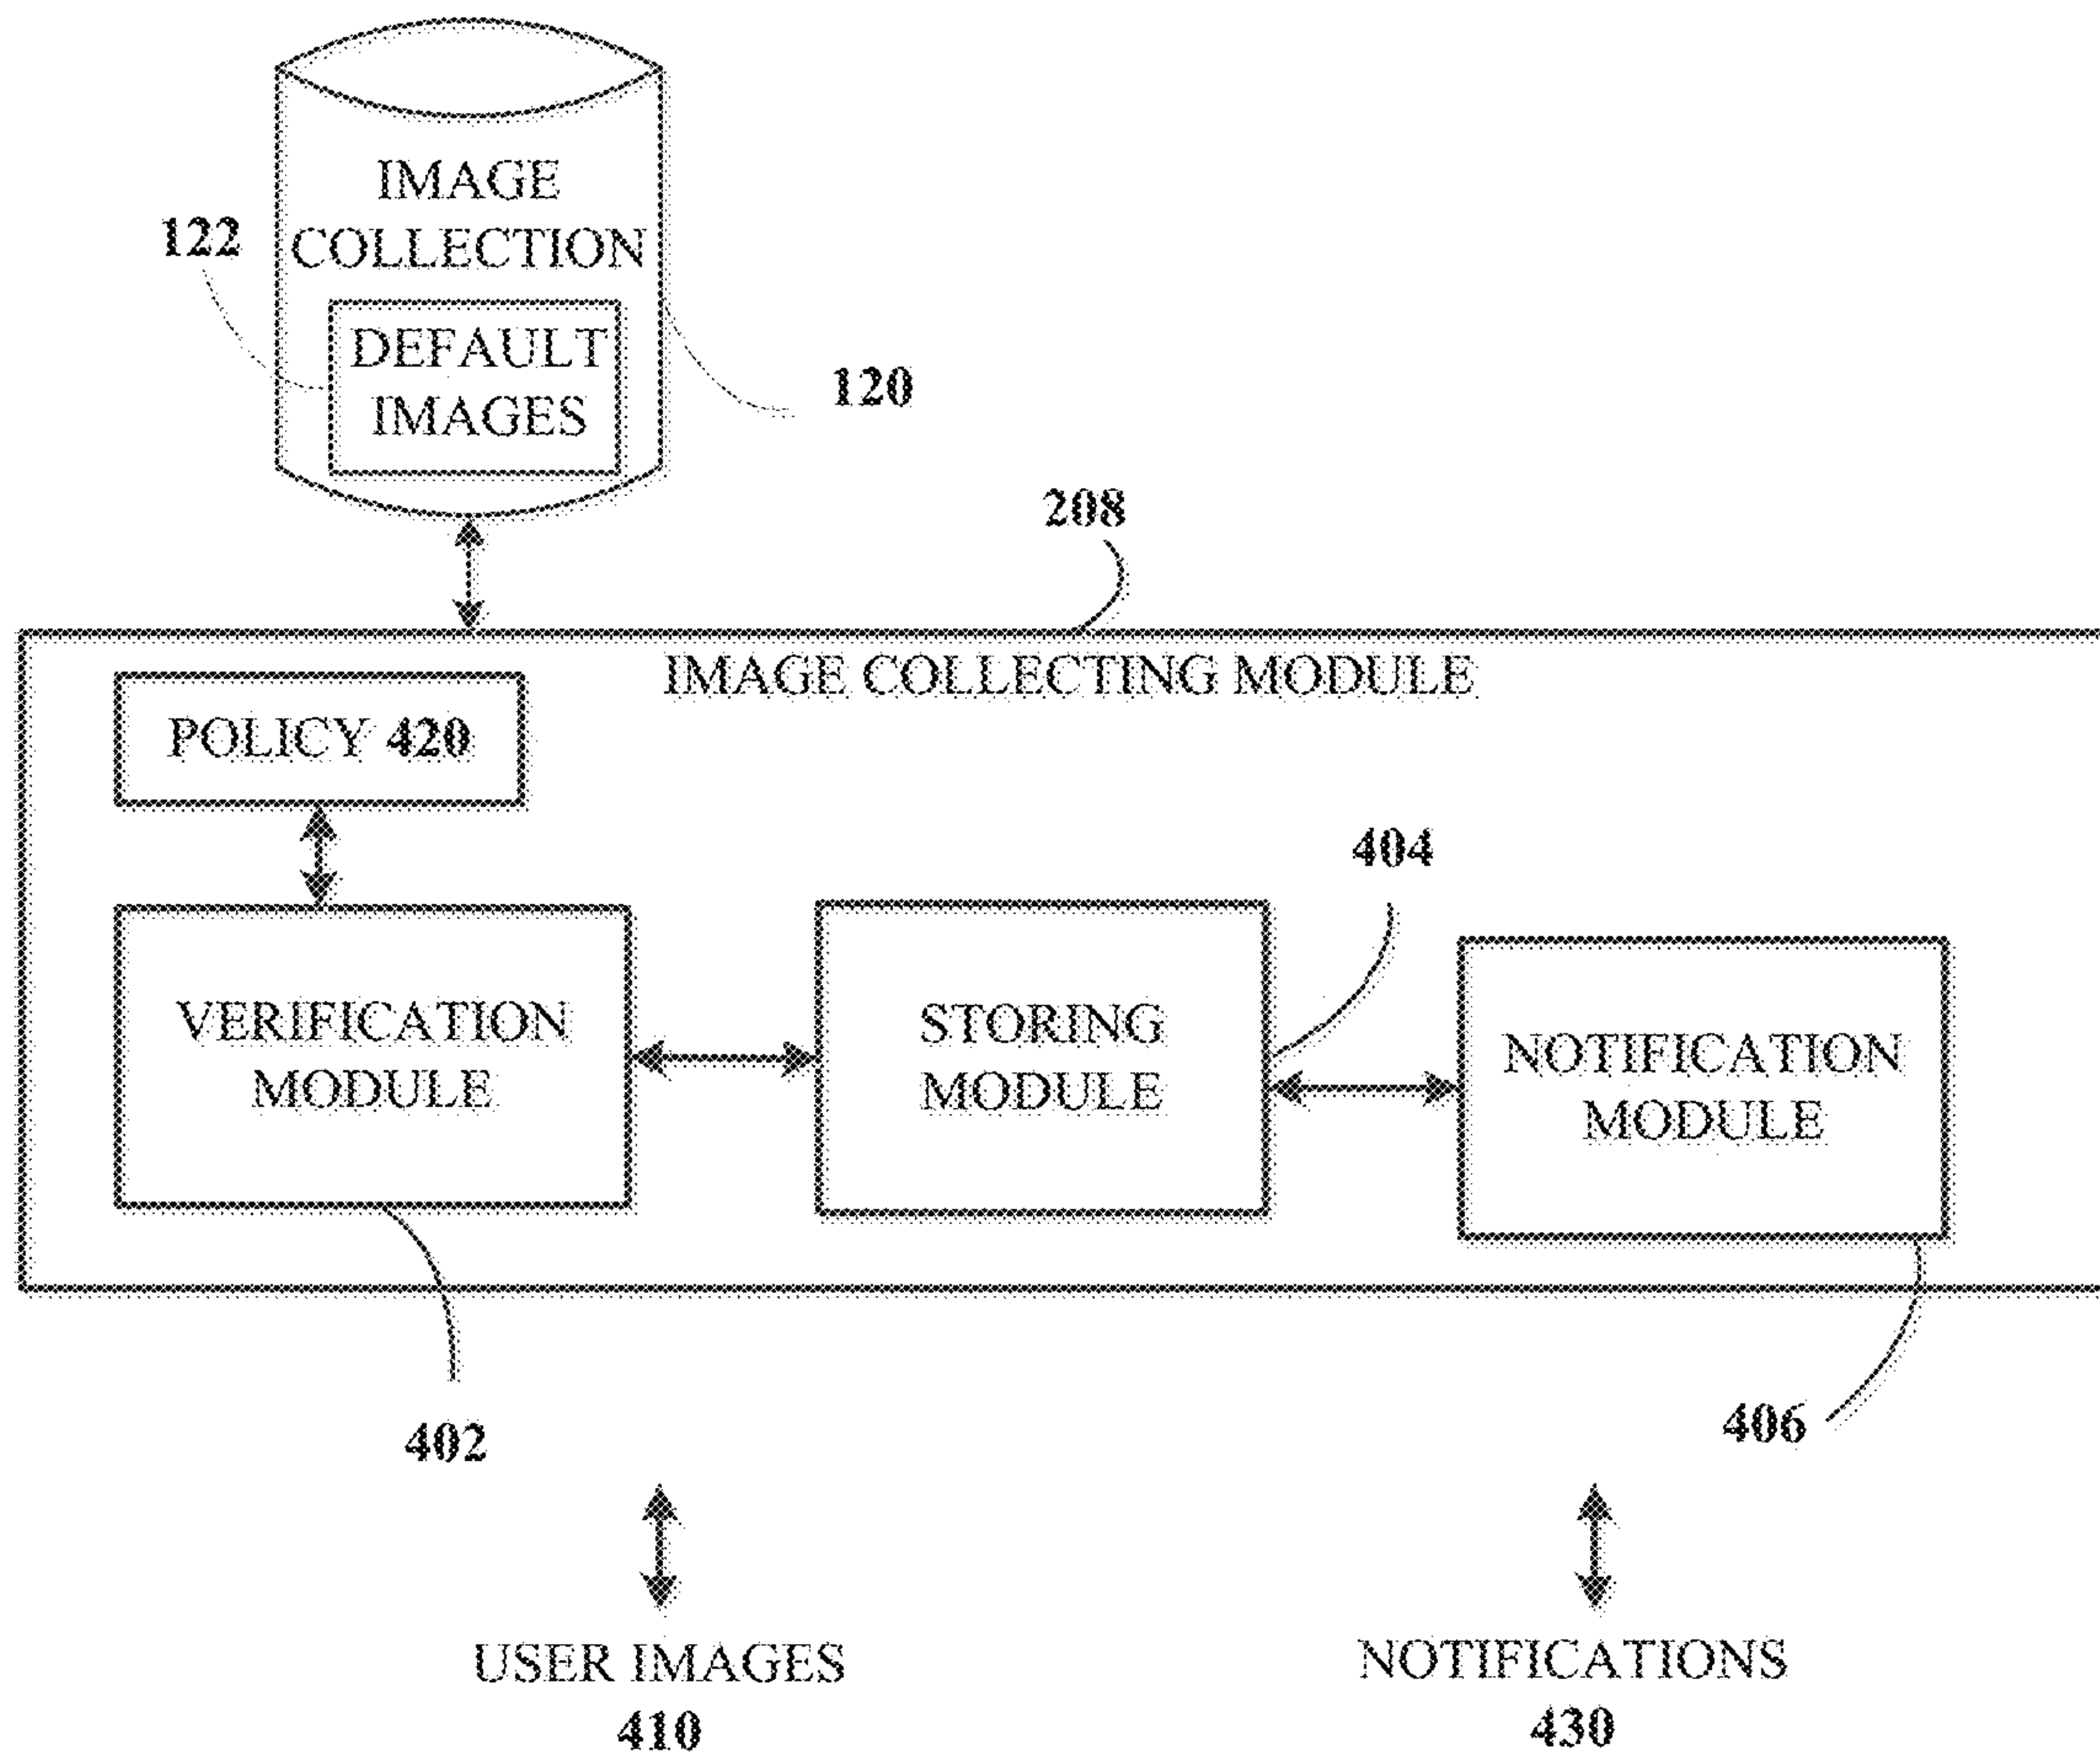 IMAGE
COLLECTION
122
DEFAULT
IMAGES
120
208
IMAGE COLLECTING MODULE
POLICY 420
404
VERIFICATION
MODULE
STORING
MODULE
NOTIFICATION
MODULE
402
406
USER IMAGES
410
NOTIFICATIONS
430